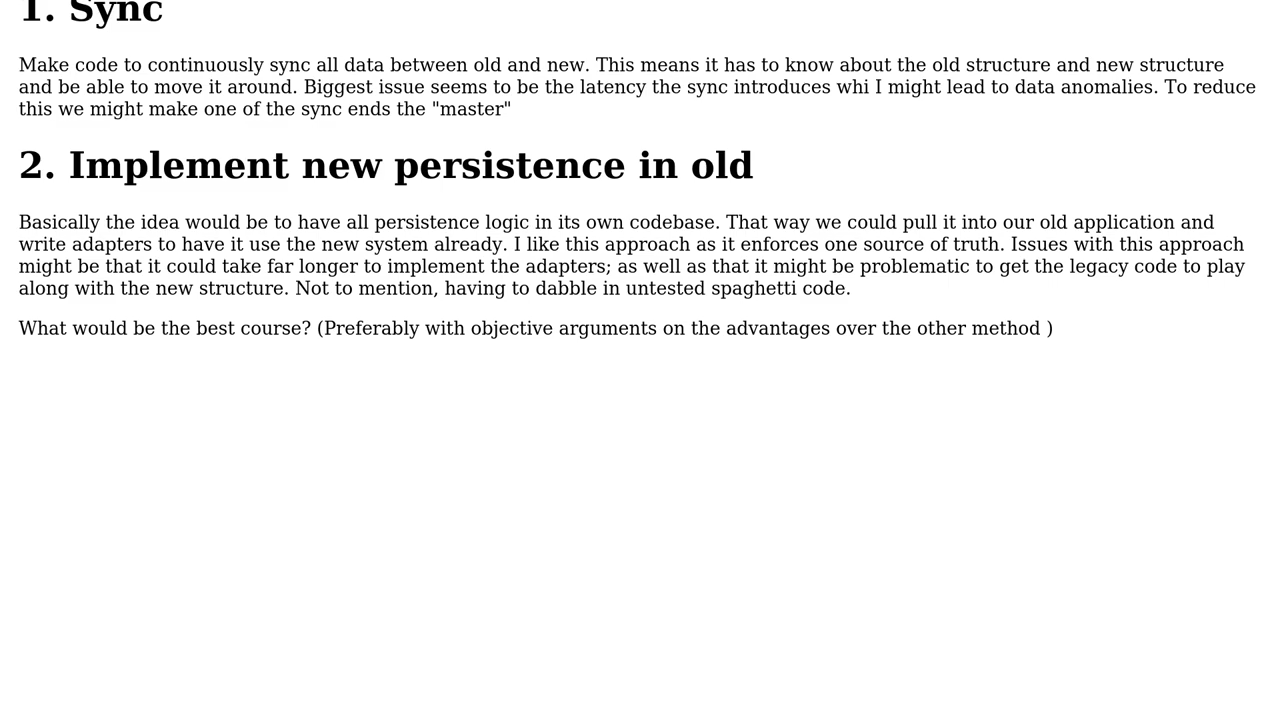 1. Sync
Make code to continuously sync all data between old and new. This means it has to know about the old structure and new structure
and be able to move it around. Biggest issue seems to be the latency the sync introduces whi I might lead to data anomalies. To reduce
this we might make one of the sync ends the "master"
2. Implement new persistence in old
Basically the idea would be to have all persistence logic in its own codebase. That way we could pull it into our old application and
write adapters to have it use the new system already. I like this approach as it enforces one source of truth. Issues with this approach
might be that it could take far longer to implement the adapters; as well as that it might be problematic to get the legacy code to play
along with the new structure. Not to mention, having to dabble in untested spaghetti code.
What would be the best course? (Preferably with objective arguments on the advantages over the other method )